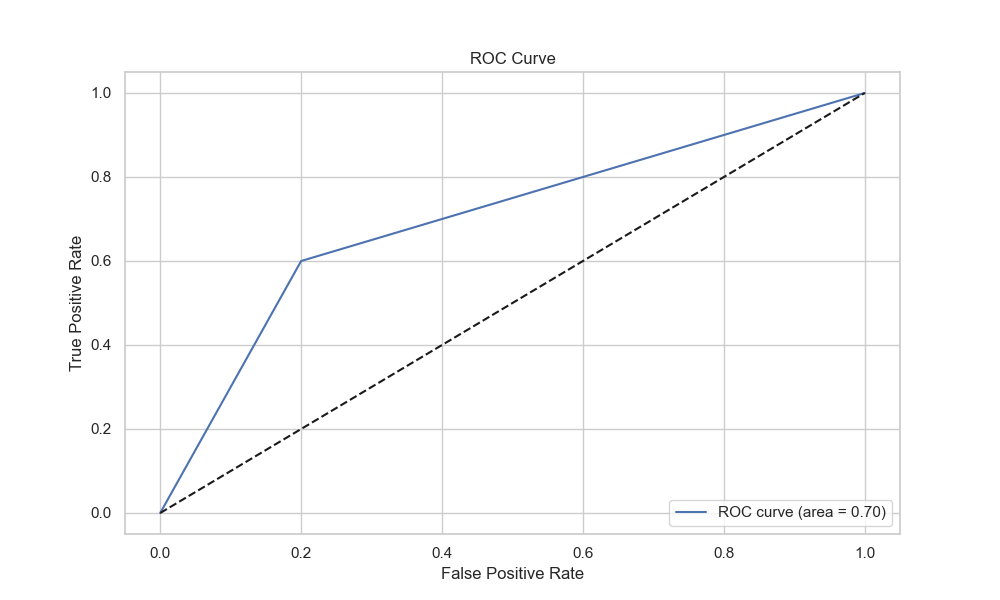 ROC Curve
1.0
0.8
0.6
0.4
0.2
0.0
True Positive Rate
ROC curve (area = 0.70)
0.0 0.2 0.4 0.6 0.8 1.0
False Positive Rate